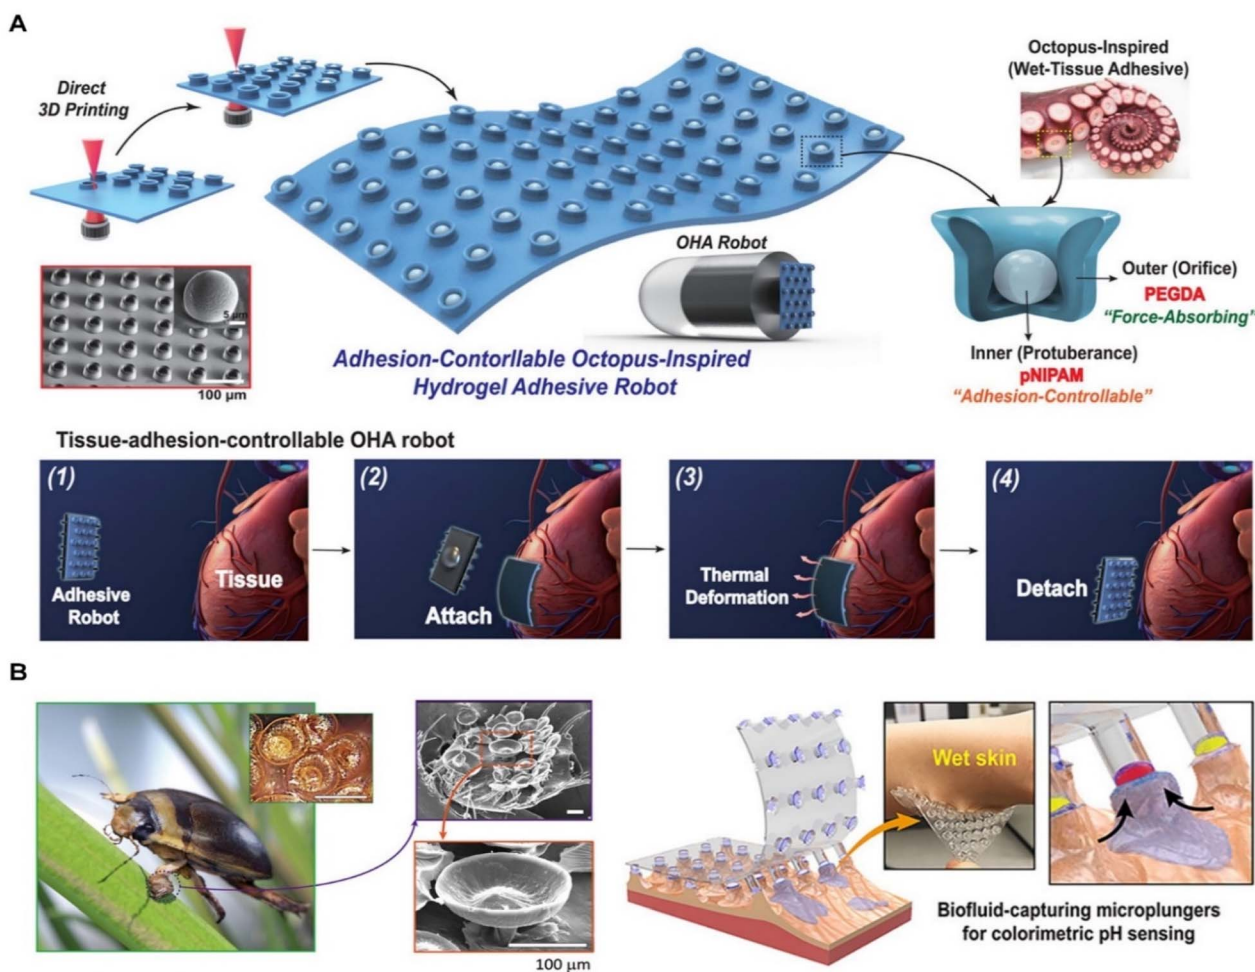 A
Direct
3D Printing
Octopus-Inspired
(Wet-Tissue Adhesive)
OHA Robot
Outer (Orifice)
PEGDA
“Force-Absorbing”
Inner (Protuberance)
pNIPAM
“Adhesion-Controllable”
5 µm
100 µm
Adhesion-Contorllable Octopus-Inspired
Hydrogel Adhesive Robot
Tissue-adhesion-controllable OHA robot
(1)
Adhesive
Robot
Tissue
(2)
Attach
(3)
Thermal
Deformation
(4)
Detach
B
100 µm
Wet skin
Biofluid-capturing microplungers
for colorimetric pH sensing